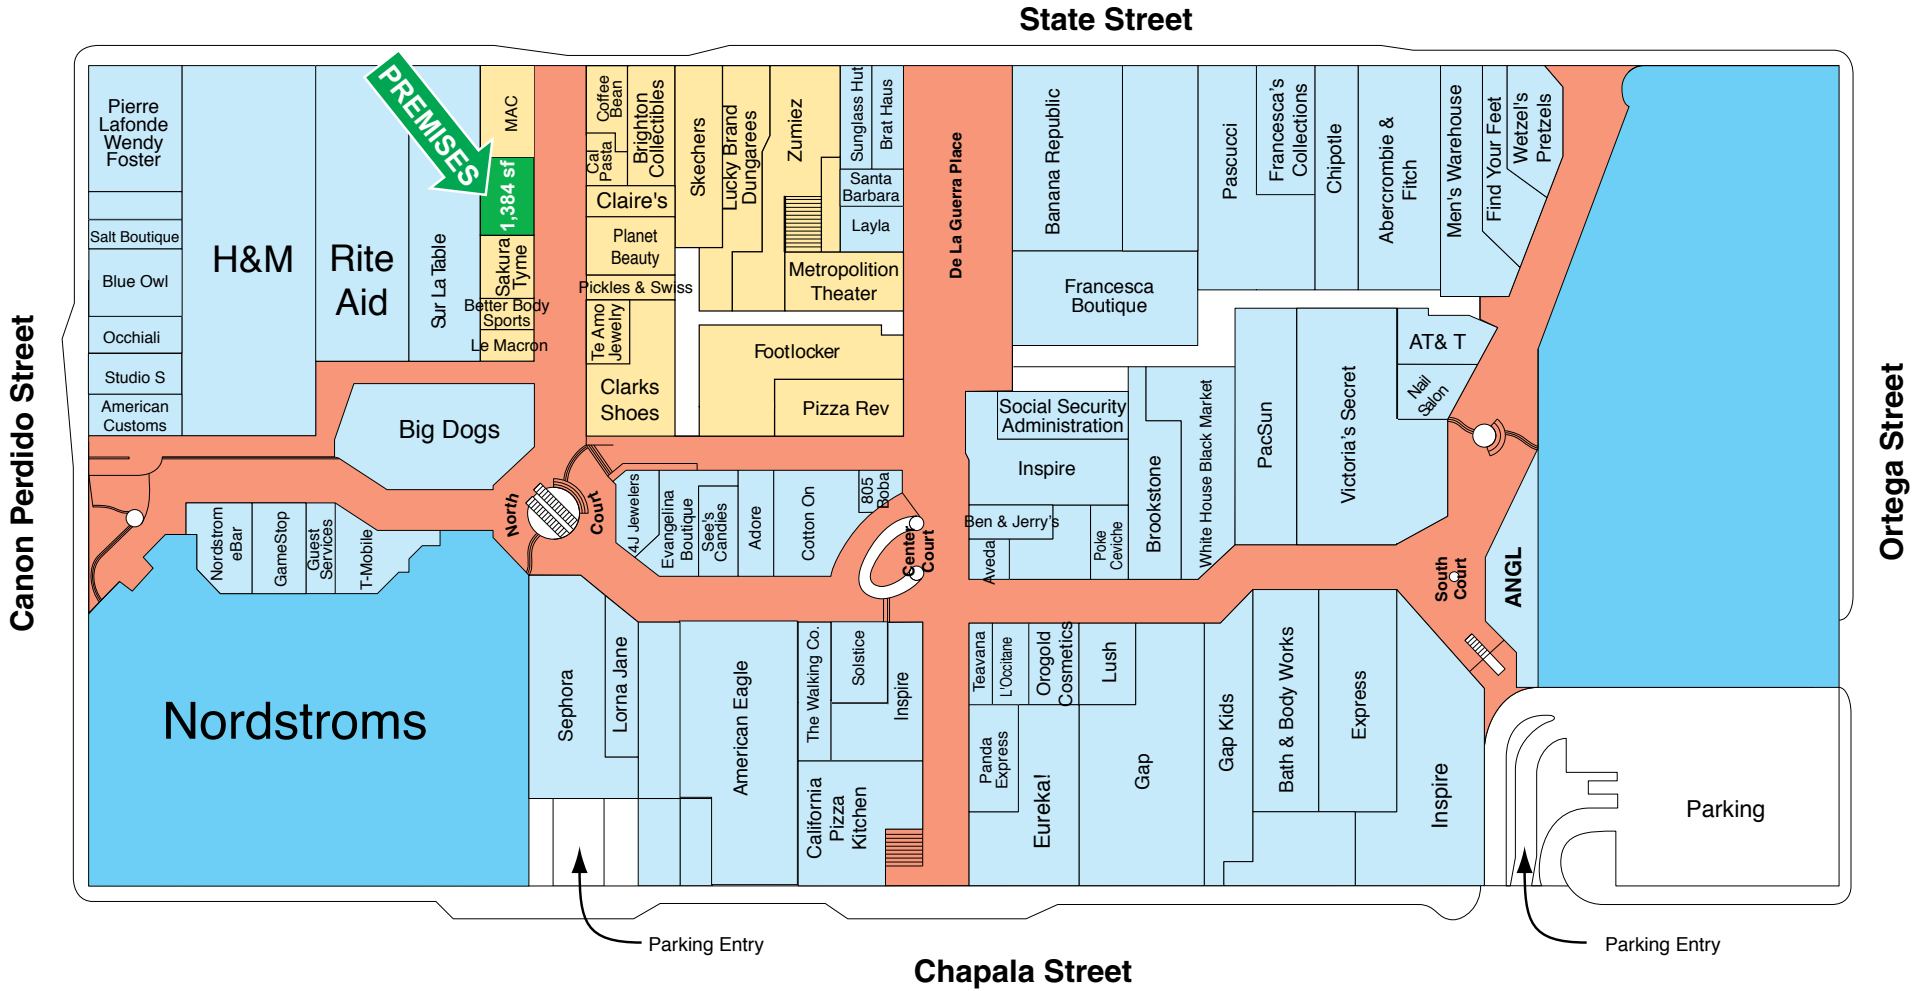 State Street
Canon Perdido Street
Ortega Street
Chapala Street
PREMISES
1,384 sf
Pierre
Lafonde
Wendy
Foster
Salt Boutique
Blue Owl
Occhiali
Studio S
American
Customs
H&M
Rite
Aid
Sur La Table
MAC
Sakura
Tyme
Better Body
Sports
Le Macron
Big Dogs
Coffee
Bean
Cal
Pasta
Brighton
Collectibles
Claire's
Planet
Beauty
Pickles & Swiss
Te Amo
Jewelry
Clarks
Shoes
Skechers
Lucky Brand
Dungarees
Zumiez
Sunglass Hut
Brat Haus
Santa
Barbara
Layla
Metropolition
Theater
Footlocker
Pizza Rev
De La Guerra Place
Banana Republic
Francesca
Boutique
Pascucci
Francesca's
Collections
Chipotle
Abercrombie &
Fitch
Men's Warehouse
Find Your Feet
Wetzel's
Pretzels
AT& T
Nail
Salon
Social Security
Administration
Inspire
Ben & Jerry's
Aveda
Poke
Ceviche
Brookstone
White House Black Market
PacSun
Victoria's Secret
North
Court
4J Jewelers
Evangelina
Boutique
See's
Candies
Adore
Cotton On
805
Boba
Center
Court
South
Court
ANGL
Nordstrom
eBar
GameStop
Guest
Services
T-Mobile
Nordstroms
Sephora
Lorna Jane
American Eagle
The Walking Co.
Solstice
Inspire
California
Pizza
Kitchen
Teavana
L'Occitane
Orogold
Cosmetics
Lush
Panda
Express
Eureka!
Gap
Gap Kids
Bath & Body Works
Express
Inspire
Parking
Parking Entry
Parking Entry